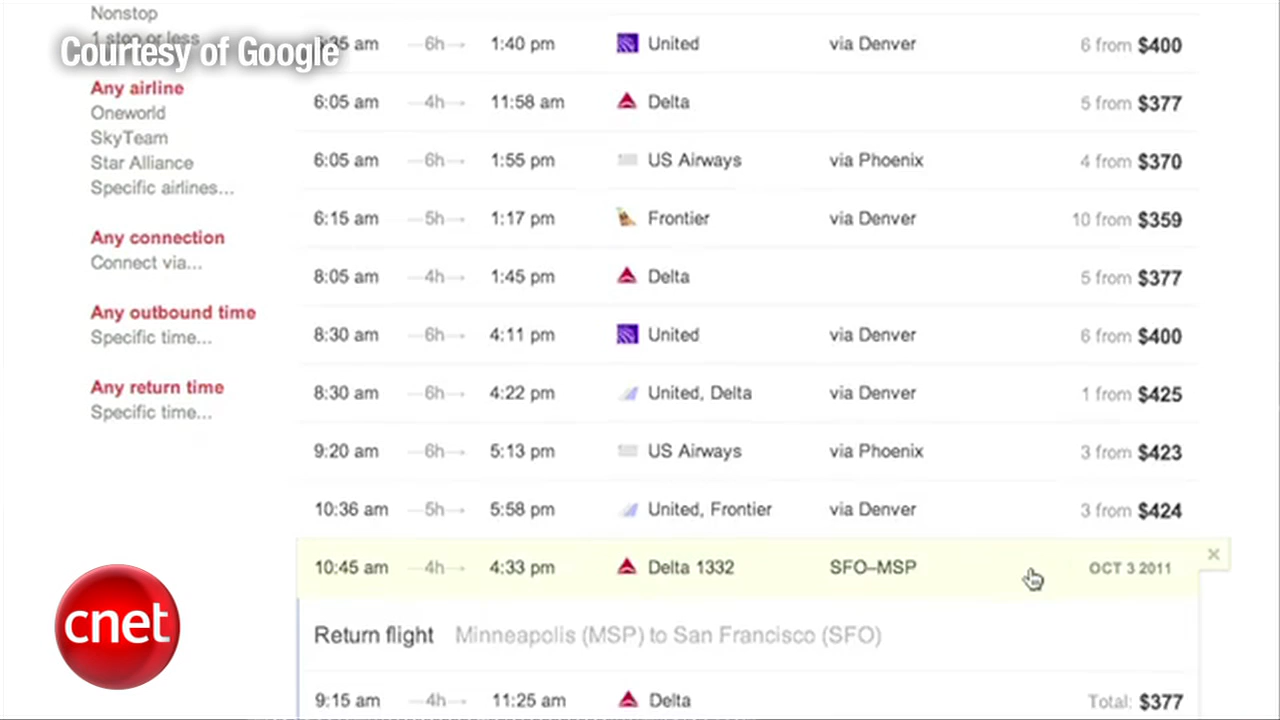 Nonstop
1 stop or less
Courtesy of Google
Any airline
Oneworld
SkyTeam
Star Alliance
Specific airlines...
Any connection
Connect via...
Any outbound time
Specific time...
Any return time
Specific time...
6h 1:40 pm United via Denver 6 from $400
6:05 am 4h 11:58 am Delta 5 from $377
6:05 am 6h 1:55 pm US Airways via Phoenix 4 from $370
6:15 am 5h 1:17 pm Frontier via Denver 10 from $359
8:05 am 4h 1:45 pm Delta 5 from $377
8:30 am 6h 4:11 pm United via Denver 6 from $400
8:30 am 6h 4:22 pm United, Delta via Denver 1 from $425
9:20 am 6h 5:13 pm US Airways via Phoenix 3 from $423
10:36 am 5h 5:58 pm United, Frontier via Denver 3 from $424
10:45 am 4h 4:33 pm Delta 1332 SFO–MSP OCT 3 2011
Return flight Minneapolis (MSP) to San Francisco (SFO)
9:15 am 4h 11:25 am Delta Total: $377
cnet